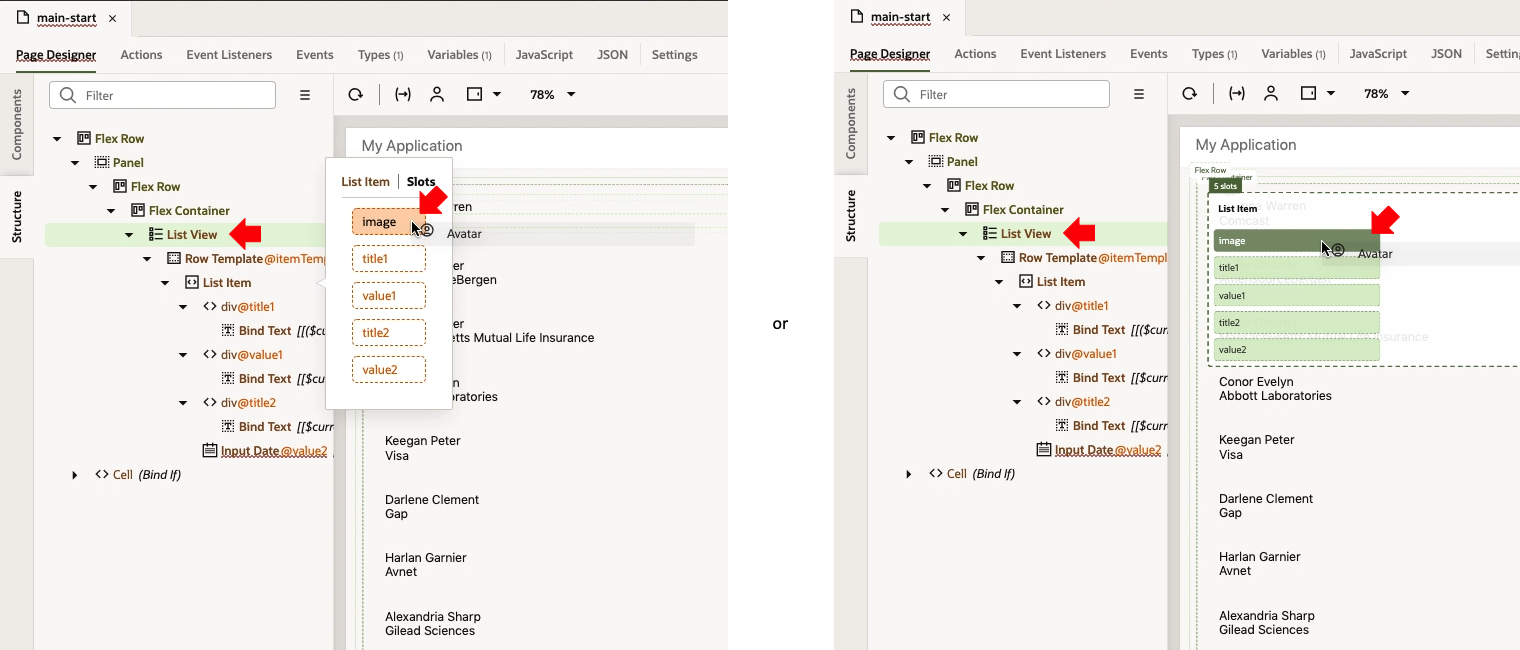 main-start ×
Page Designer Actions Event Listeners Events Types (1) Variables (1) JavaScript JSON Settings
Components
Structure
Filter
78%
Flex Row
Panel
Flex Row
Flex Container
List View
Row Template @itemTemp
List Item
div@title1
Bind Text [[($cu
div@value1
Bind Text [[$curr
div@title2
Bind Text [[$curr
Input Date @value2
Cell (Bind If)
My Application
List Item | Slots
image
title1
value1
title2
value2
Avatar
rren
er
eBergen
er
etts Mutual Life Insurance
n
oratories
Keegan Peter
Visa
Darlene Clement
Gap
Harlan Garnier
Avnet
Alexandria Sharp
Gilead Sciences
or
main-start ×
Page Designer Actions Event Listeners Events Types (1) Variables (1) JavaScript JSON Settin
Components
Structure
Filter
78%
Flex Row
Panel
Flex Row
Flex Container
List View
Row Template @itemTempl
List Item
div@title1
Bind Text [[($curr
div@value1
Bind Text [[$curr
div@title2
Bind Text [[$curr
Input Date @value2
Cell (Bind If)
My Application
Flex Row
5 slots
List Item
Warren
Comcast
image
Avatar
title1
value1
title2
value2
Conor Evelyn
Abbott Laboratories
Keegan Peter
Visa
Darlene Clement
Gap
Harlan Garnier
Avnet
Alexandria Sharp
Gilead Sciences